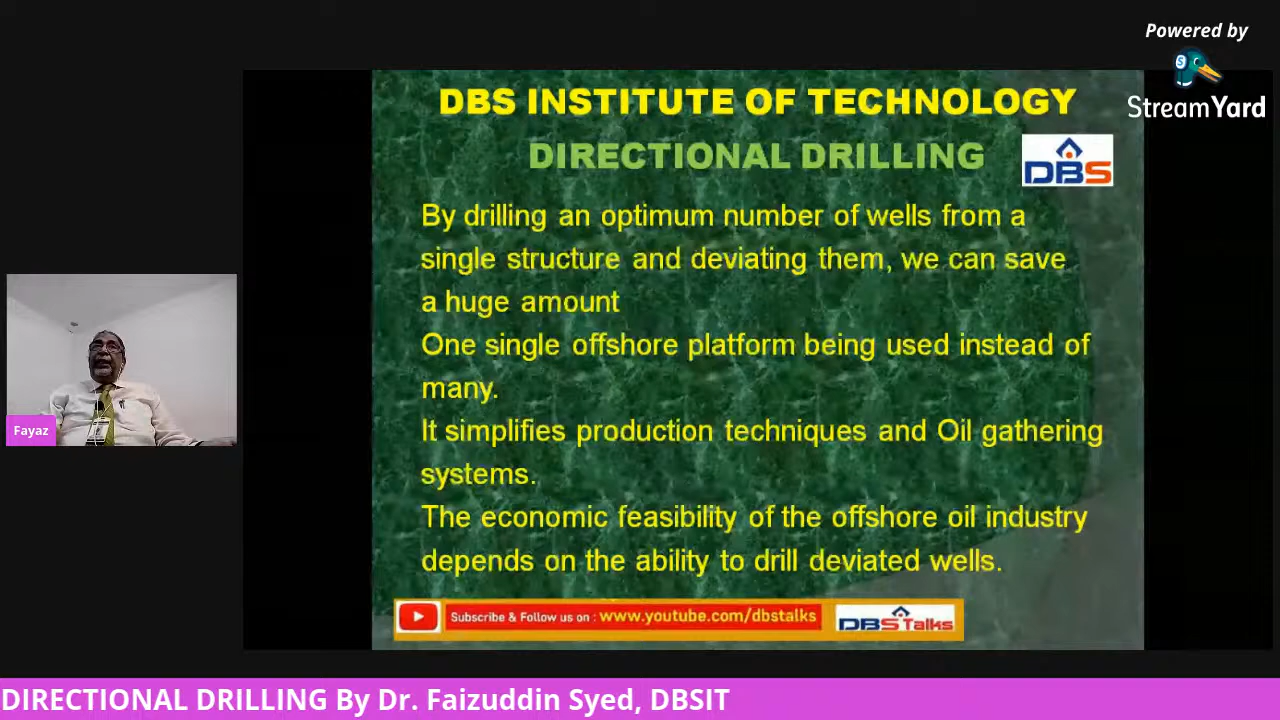 Powered by
StreamYard
DBS INSTITUTE OF TECHNOLOGY
DIRECTIONAL DRILLING
DBS
By drilling an optimum number of wells from a
single structure and deviating them, we can save
a huge amount
One single offshore platform being used instead of
many.
It simplifies production techniques and Oil gathering
systems.
The economic feasibility of the offshore oil industry
depends on the ability to drill deviated wells.
Fayaz
Subscribe & Follow us on : www.youtube.com/dbstalks
DBS Talks
DIRECTIONAL DRILLING By Dr. Faizuddin Syed, DBSIT